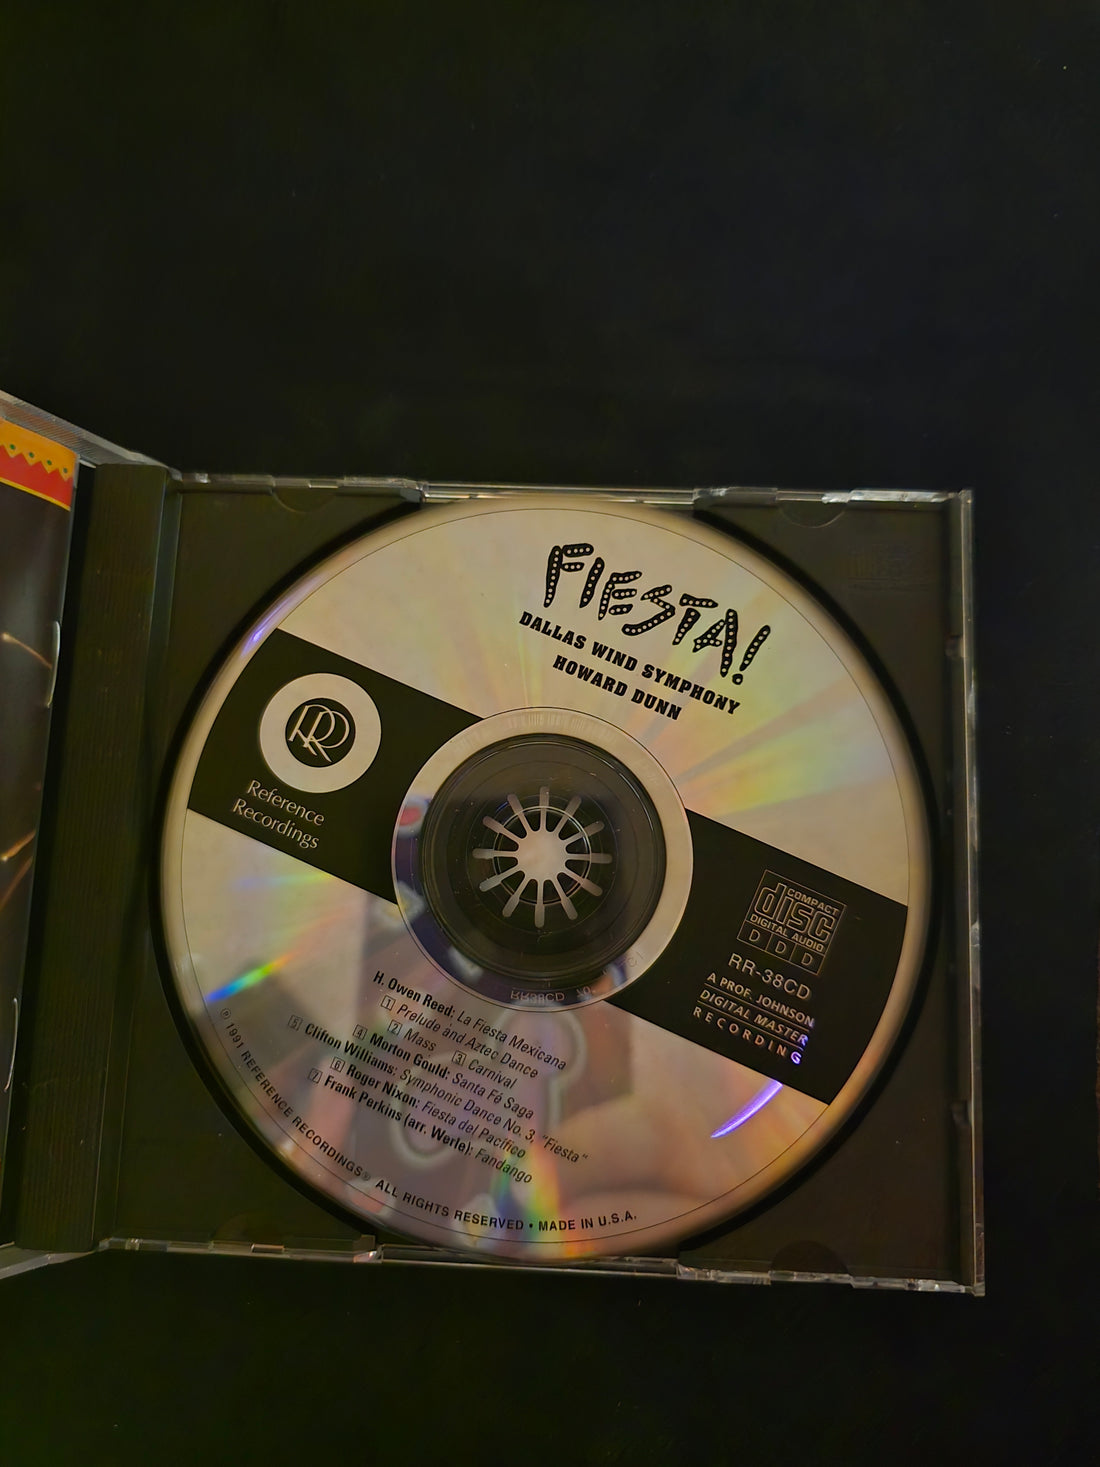 FIESTA!
DALLAS WIND SYMPHONY
HOWARD DUNN
RR
Reference
Recordings
COMPACT
disc
DIGITAL AUDIO
D D D
RR-38CD
A PROF. JOHNSON
DIGITAL MASTER
RECORDING
RR38CD
H. Owen Reed: La Fiesta Mexicana
1 Prelude and Aztec Dance
2 Mass 3 Carnival
4 Morton Gould: Santa Fé Saga
5 Clifton Williams: Symphonic Dance No. 3, "Fiesta"
6 Roger Nixon: Fiesta del Pacifico
7 Frank Perkins (arr. Werle): Fandango
℗ 1991 REFERENCE RECORDINGS® ALL RIGHTS RESERVED • MADE IN U.S.A.